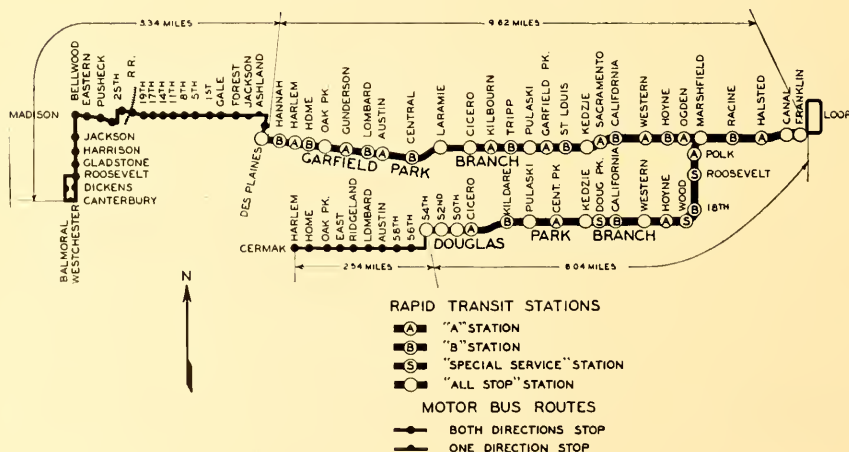 5.34 MILES
9.62 MILES
MADISON
BELLWOOD
EASTERN
PUSHECK
25TH
R. R.
19TH
17TH
14TH
11TH
8TH
5TH
1ST
GALE
FOREST
JACKSON
ASHLAND
HANNAH
HARLEM
HOME
OAK PK.
GUNDERSON
LOMBARD
AUSTIN
CENTRAL
LARAMIE
CICERO
KILBOURN
TRIPP
PULASKI
GARFIELD PK.
ST LOUIS
KEDZIE
SACRAMENTO
CALIFORNIA
WESTERN
HOYNE
OGDEN
MARSHFIELD
RACINE
HALSTED
CANAL
FRANKLIN
LOOP
B A B A B A B A B A B A B A B A B A B A
GARFIELD PARK BRANCH
JACKSON
HARRISON
GLADSTONE
ROOSEVELT
DICKENS
CANTERBURY
BALMORAL
WESTCHESTER
DES PLAINES
A POLK
S ROOSEVELT
B 18TH
CERMAK
HARLEM
HOME
OAK PK.
EAST
RIDGELAND
LOMBARD
AUSTIN
58TH
56TH
54TH
52ND
50TH
CICERO
KILDARE
PULASKI
CENT. PK.
KEDZIE
DOUG PK.
CALIFORNIA
WESTERN
HOYNE
WOOD
A B A S B A A S
DOUGLAS PARK BRANCH
2.54 MILES
6.04 MILES
N
RAPID TRANSIT STATIONS
A "A" STATION
B "B" STATION
S "SPECIAL SERVICE" STATION
"ALL STOP" STATION
MOTOR BUS ROUTES
BOTH DIRECTIONS STOP
ONE DIRECTION STOP